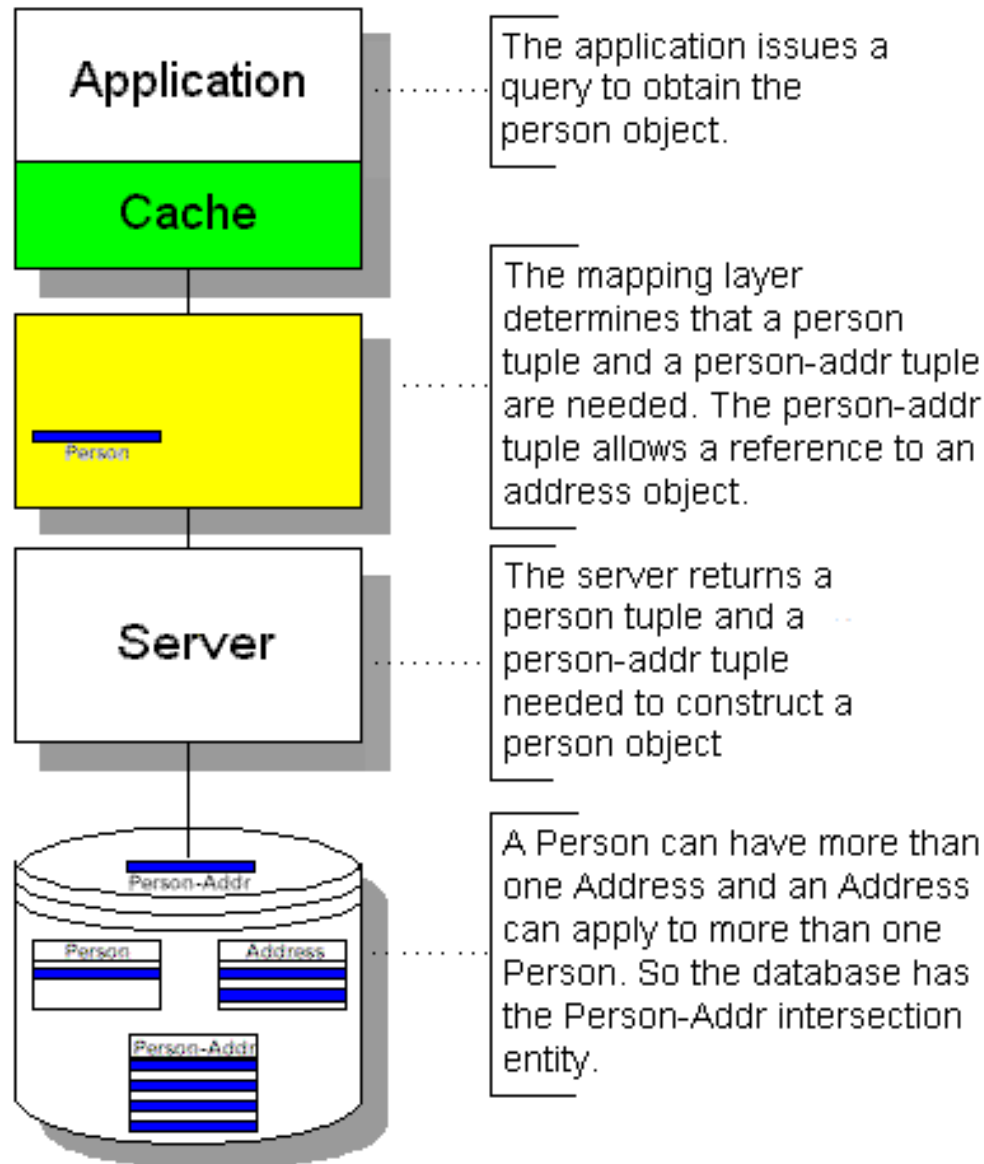 Application
The application issues a
query to obtain the
person object.
Cache
The mapping layer
determines that a person
tuple and a person-addr tuple
are needed. The person-addr
tuple allows a reference to an
address object.
Person
Server
The server returns a
person tuple and a
person-addr tuple
needed to construct a
person object
Person-Addr
Person
Address
Person-Addr
A Person can have more than
one Address and an Address
can apply to more than one
Person. So the database has
the Person-Addr intersection
entity.